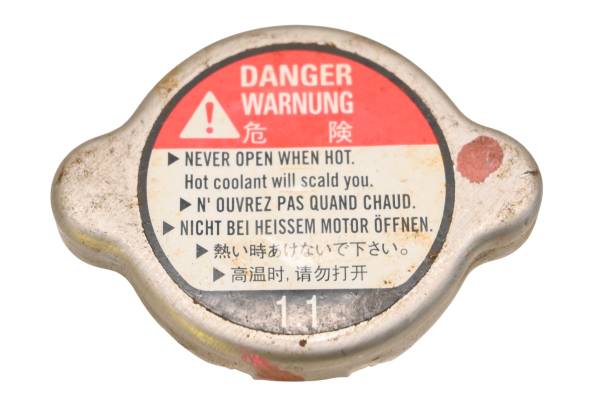 DANGER
WARNUNG
危 険
▶ NEVER OPEN WHEN HOT.
Hot coolant will scald you.
▶ N' OUVREZ PAS QUAND CHAUD.
▶ NICHT BEI HEISSEM MOTOR ÖFFNEN.
▶ 熱い時あけないで下さい。
▶ 高温时, 请勿打开
11